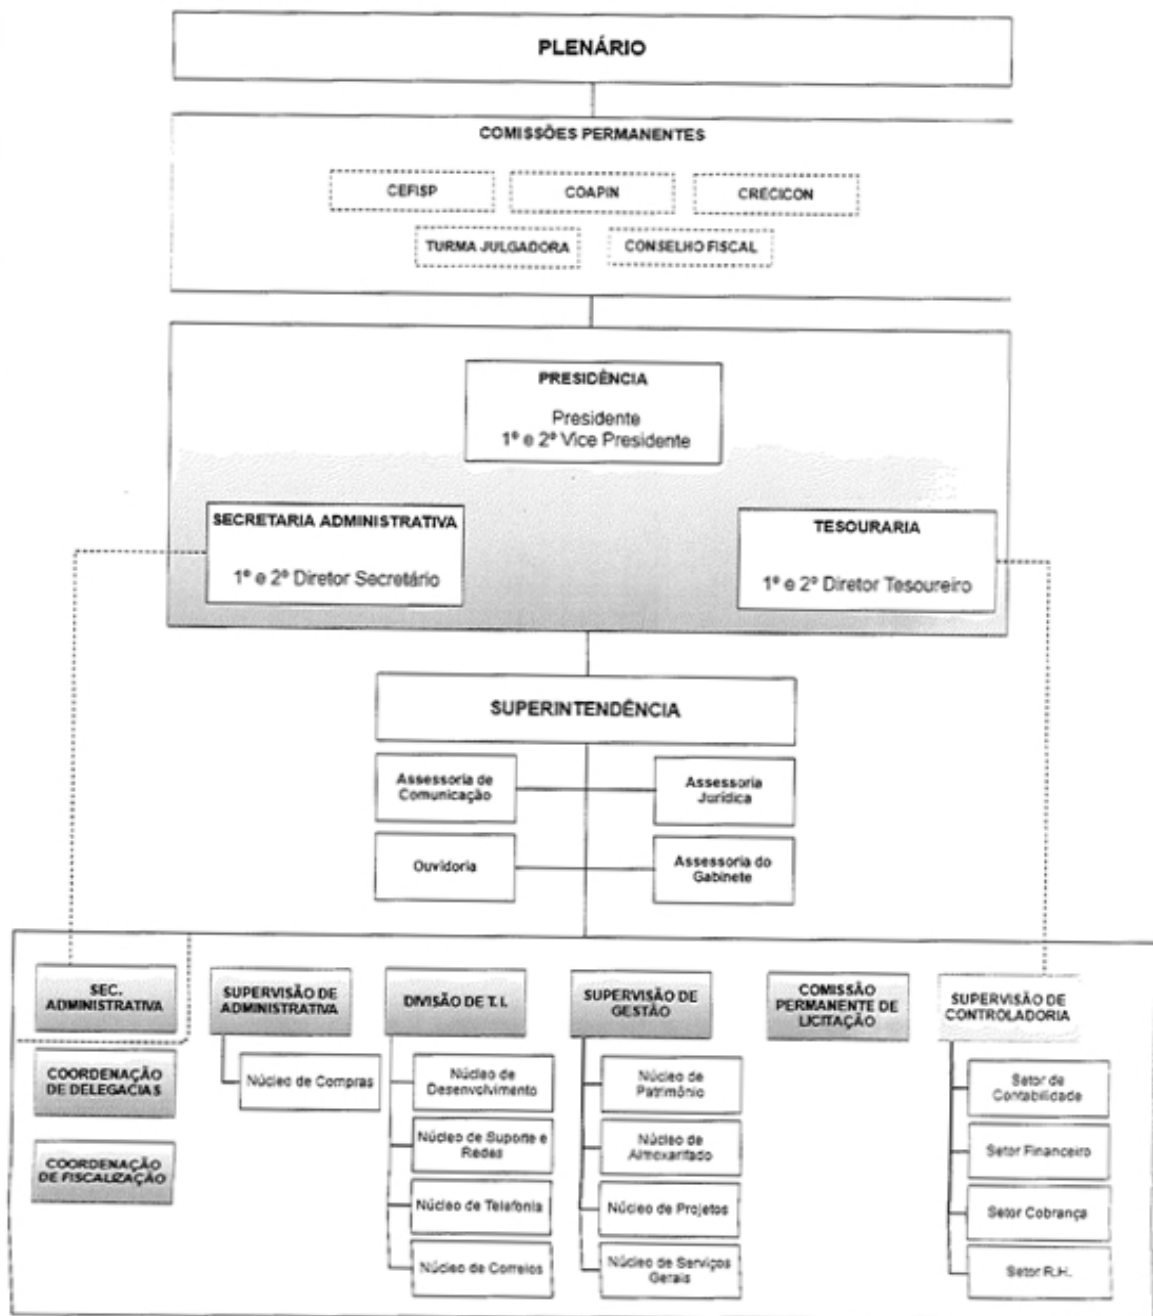 PLENÁRIO
COMISSÕES PERMANENTES
CEFISP
COAPIN
CRECICON
TURMA JULGADORA
CONSELHO FISCAL
PRESIDÊNCIA
Presidente
1º e 2º Vice Presidente
SECRETARIA ADMINISTRATIVA
1º e 2º Diretor Secretário
TESOURARIA
1º e 2º Diretor Tesoureiro
SUPERINTENDÊNCIA
Assessoria de
Comunicação
Assessoria
Jurídica
Ouvidoria
Assessoria do
Gabinete
SEC.
ADMINISTRATIVA
COORDENAÇÃO
DE DELEGACIAS
COORDENAÇÃO
DE FISCALIZAÇÃO
SUPERVISÃO DE
ADMINISTRATIVA
Núcleo de Compras
DIVISÃO DE T.I.
Núcleo de
Desenvolvimento
Núcleo de Suporte e
Redes
Núcleo de Telefonia
Núcleo de Correios
SUPERVISÃO DE
GESTÃO
Núcleo de
Patrimônio
Núcleo de
Almoxarifado
Núcleo de Projetos
Núcleo de Serviços
Gerais
COMISSÃO
PERMANENTE DE
LICITAÇÃO
SUPERVISÃO DE
CONTROLADORIA
Setor de
Contabilidade
Setor Financeiro
Setor Cobrança
Setor R.H.